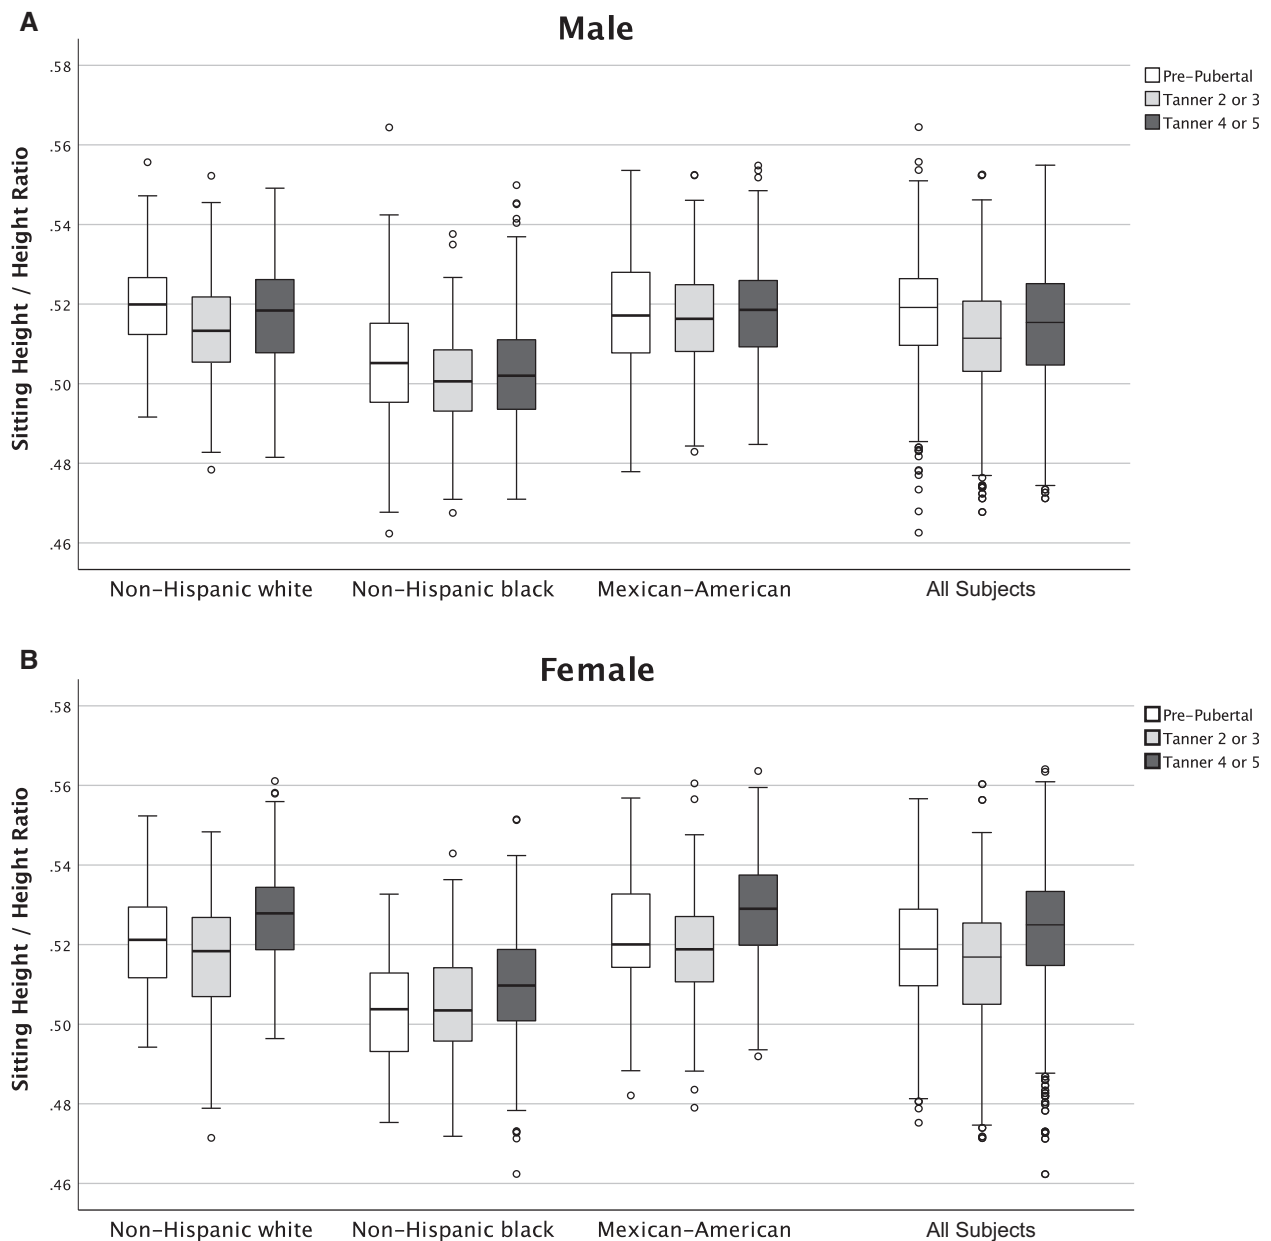 A
Male
.58
.56
.54
.52
.50
.48
.46
Sitting Height / Height Ratio
Pre-Pubertal
Tanner 2 or 3
Tanner 4 or 5
Non-Hispanic white
Non-Hispanic black
Mexican-American
All Subjects
B
Female
.58
.56
.54
.52
.50
.48
.46
Sitting Height / Height Ratio
Pre-Pubertal
Tanner 2 or 3
Tanner 4 or 5
Non-Hispanic white
Non-Hispanic black
Mexican-American
All Subjects